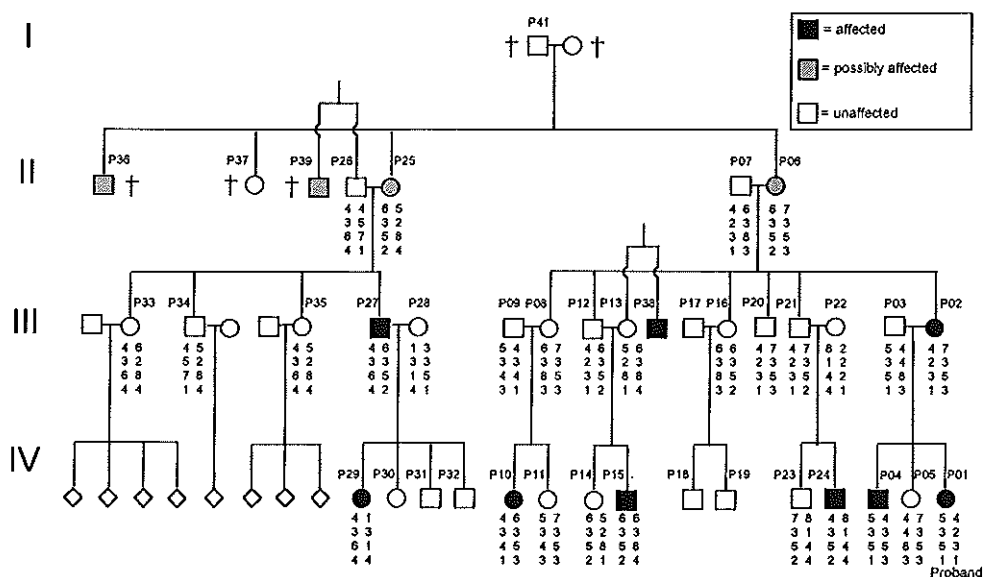 I
P41
† †
= affected
= possibly affected
= unaffected
II
P36 † P37 † P39 † P26 P25 P07 P06
4 4 6 5 4 6 6 7
3 5 3 2 2 3 3 3
6 7 5 8 3 8 5 5
4 1 2 4 1 3 2 3
III
P33 P34 P35 P27 P28 P09 P08 P12 P13 P38 P17 P16 P20 P21 P22 P03 P02
4 6 4 5 4 5 4 6 1 3 5 4 6 7 4 6 5 6 6 6 4 7 4 7 8 2 5 4 4 7
3 2 5 2 3 2 3 3 3 3 3 3 3 3 2 3 2 3 3 3 2 3 2 3 1 2 3 4 2 3
6 8 7 8 6 8 6 5 1 5 4 4 8 5 3 5 8 8 8 5 3 5 3 5 4 2 5 8 3 5
4 4 1 4 4 4 4 2 4 1 3 1 3 3 1 2 1 4 3 2 1 3 1 2 4 1 1 3 1 3
IV
P29 P30 P31 P32 P10 P11 P14 P15 . P18 P19 P23 P24 P04 P05 P01
4 1 4 6 5 7 6 5 6 6 7 8 4 8 5 4 4 7 5 4
3 3 3 3 3 3 3 2 3 3 3 1 3 1 3 3 4 3 3 2
6 1 4 5 4 5 5 8 5 8 5 4 5 4 5 5 8 5 5 3
4 4 1 3 3 3 2 1 2 4 2 4 2 4 1 3 3 3 1 1
Proband